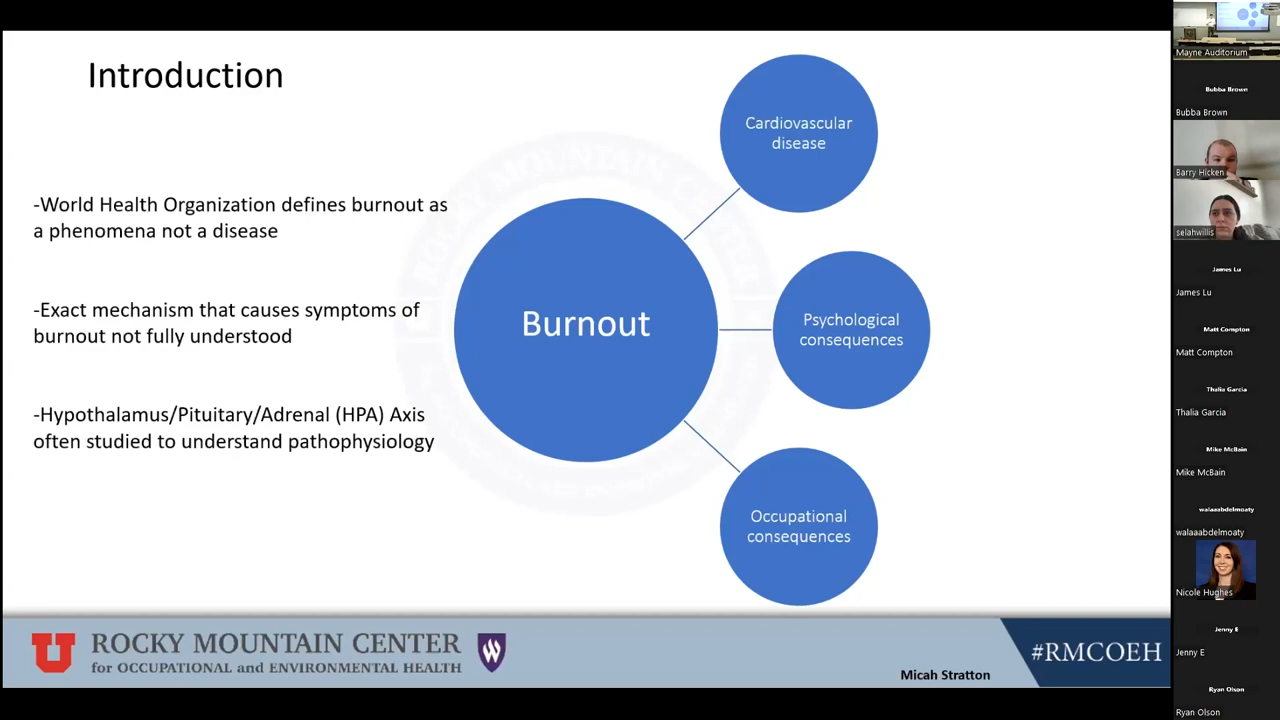 Introduction
-World Health Organization defines burnout as
a phenomena not a disease
-Exact mechanism that causes symptoms of
burnout not fully understood
-Hypothalamus/Pituitary/Adrenal (HPA) Axis
often studied to understand pathophysiology
Burnout
Cardiovascular
disease
Psychological
consequences
Occupational
consequences
U
ROCKY MOUNTAIN CENTER
for OCCUPATIONAL and ENVIRONMENTAL HEALTH
W
Micah Stratton
#RMCOEH
Mayne Auditorium
Bubba Brown
Bubba Brown
Barry Hicken
selahwillis
James Lu
James Lu
Matt Compton
Matt Compton
Thalia Garcia
Thalia Garcia
Mike McBain
Mike McBain
walaaabdelmoaty
walaaabdelmoaty
Nicole Hughes
Jenny E
Jenny E
Ryan Olson
Ryan Olson